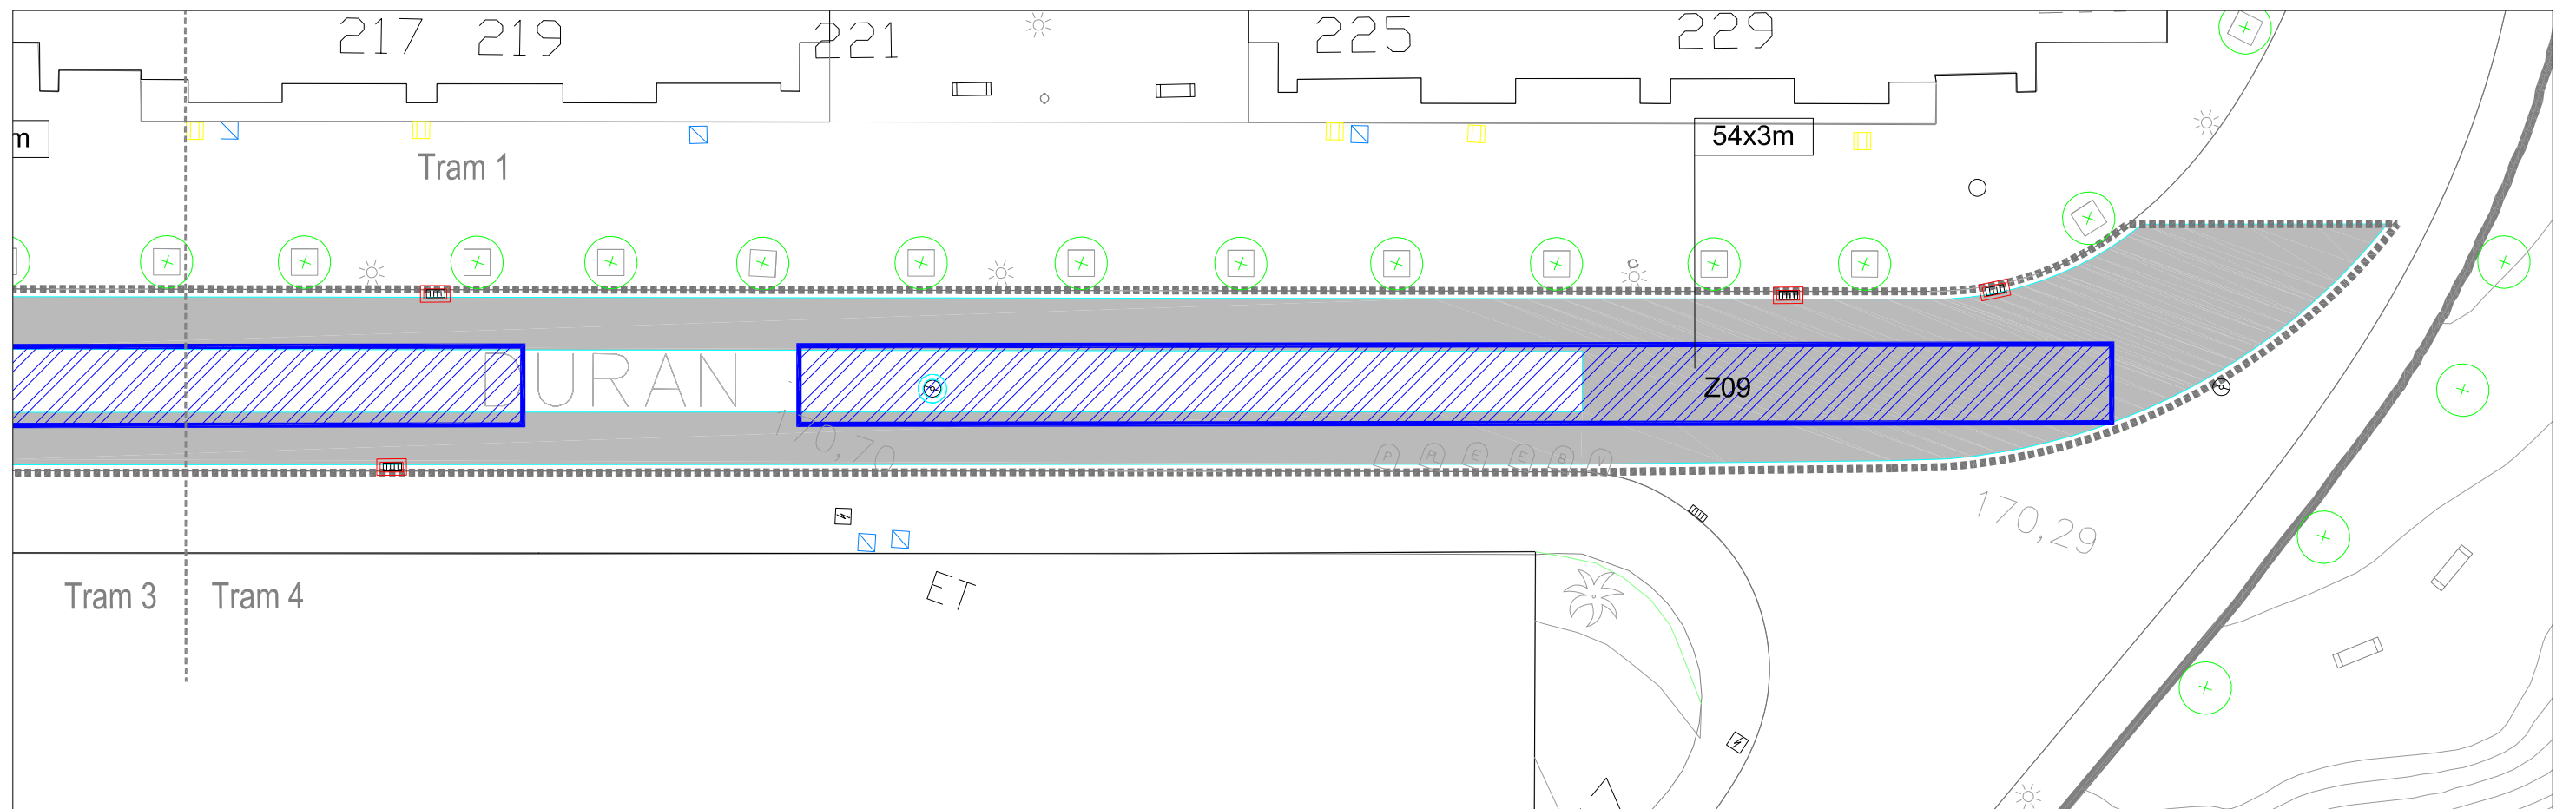 217 219 221 225 229
m
54x3m
Tram 1
DURAN
Z09
170,70
P R E E B V
170,29
ET
Tram 3
Tram 4